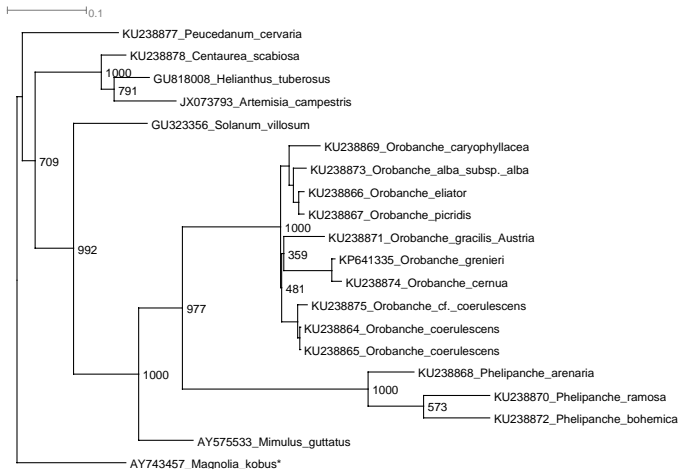 0.1
KU238877_Peucedanum_cervaria
KU238878_Centaurea_scabiosa
1000
GU818008_Helianthus_tuberosus
791
JX073793_Artemisia_campestris
GU323356_Solanum_villosum
KU238869_Orobanche_caryophyllacea
709
KU238873_Orobanche_alba_subsp._alba
KU238866_Orobanche_eliator
KU238867_Orobanche_picridis
1000
KU238871_Orobanche_gracilis_Austria
992
359
KP641335_Orobanche_grenieri
KU238874_Orobanche_cernua
481
KU238875_Orobanche_cf._coerulescens
977
KU238864_Orobanche_coerulescens
KU238865_Orobanche_coerulescens
KU238868_Phelipanche_arenaria
1000
1000
KU238870_Phelipanche_ramosa
573
KU238872_Phelipanche_bohemica
AY575533_Mimulus_guttatus
AY743457_Magnolia_kobus*